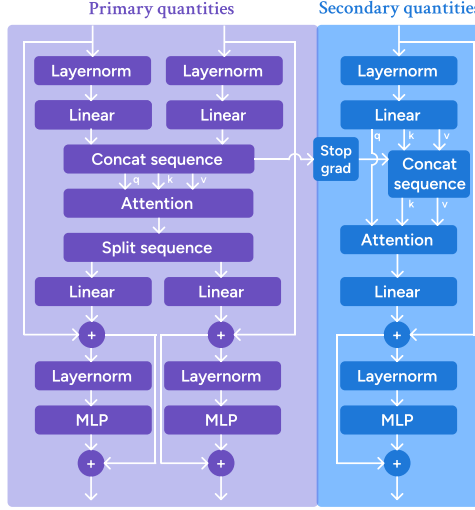 Primary quantities
Secondary quantities
Layernorm
Layernorm
Layernorm
Linear
Linear
Linear
q
k
v
Concat sequence
Stop
grad
Concat
sequence
q
k
v
k
v
Attention
Attention
Split sequence
Linear
Linear
Linear
+
+
+
Layernorm
Layernorm
Layernorm
MLP
MLP
MLP
+
+
+